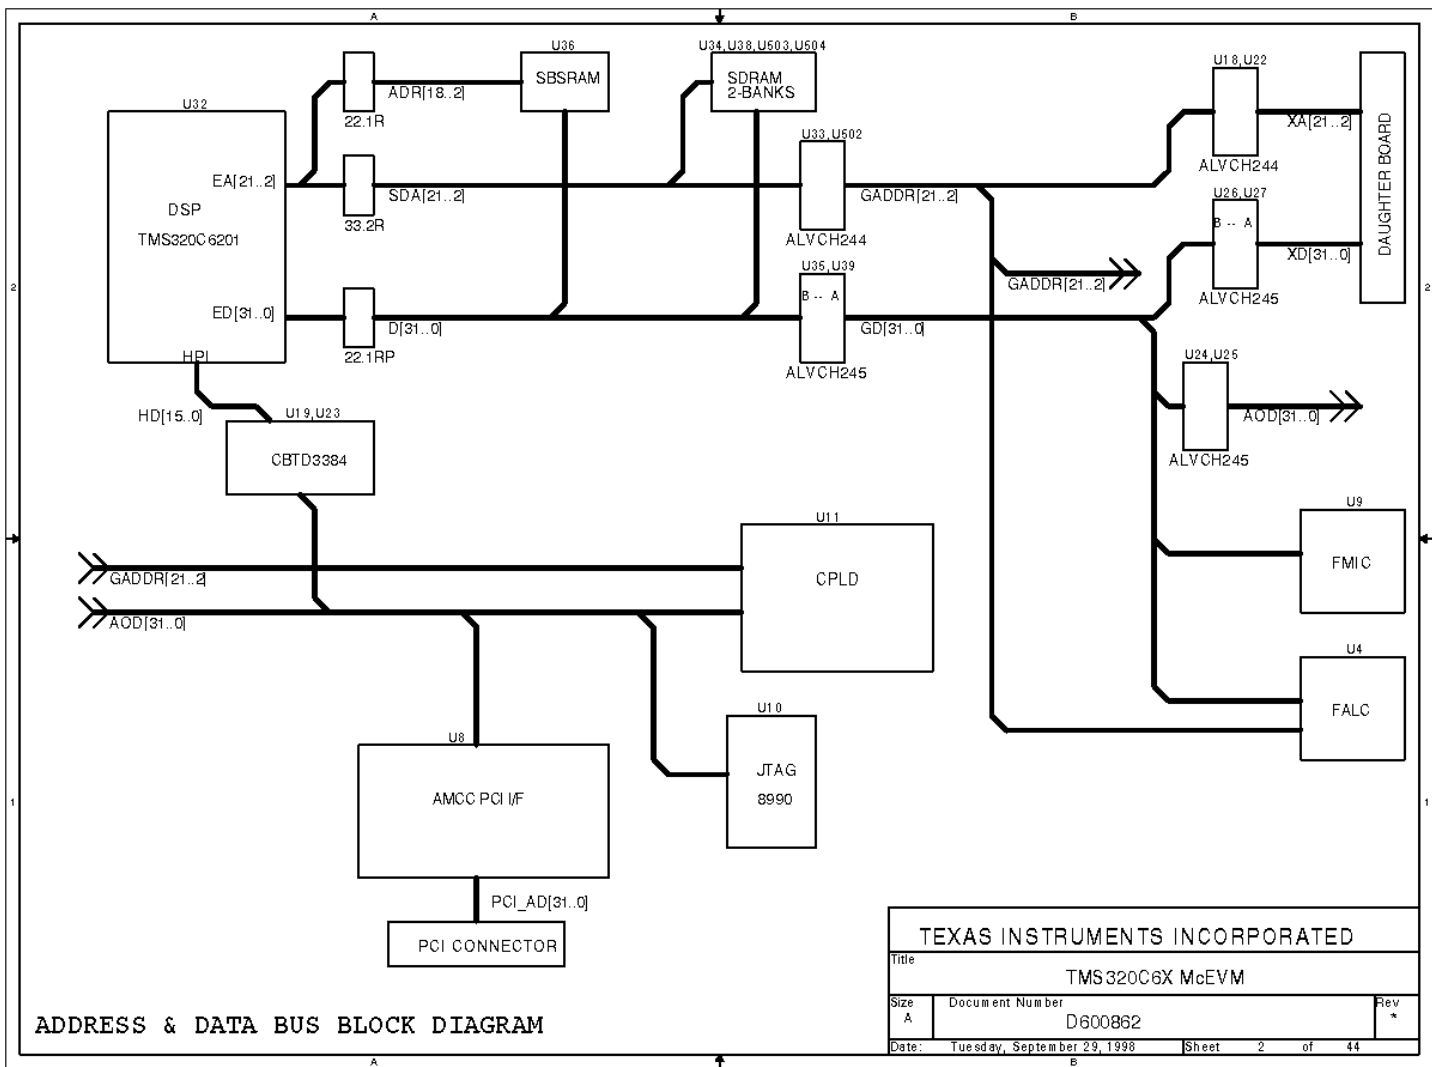 A
B
U36
SBSRAM
U34,U38,U503,U504
SDRAM
2-BANKS
U18,U22
ADR[18..2]
22.1R
U32
XA[21..2]
ALVCH244
DAUGHTER BOARD
U33,U502
EA[21..2]
SDA[21..2]
GADDR[21..2]
33.2R
ALVCH244
DSP
TMS320C6201
U26,U27
B -- A
XD[31..0]
ALVCH245
U35,U39
B -- A
GADDR[21..2]
2
2
ED[31..0]
D[31..0]
GD[31..0]
22.1RP
ALVCH245
HPI
U24,U25
AOD[31..0]
ALVCH245
HD[15..0]
U19,U23
CBTD3384
U11
CPLD
U9
FMIC
GADDR[21..2]
AOD[31..0]
U4
FALC
U10
JTAG
8990
U8
AMCC PCI I/F
1
1
PCI_AD[31..0]
PCI CONNECTOR
ADDRESS & DATA BUS BLOCK DIAGRAM
TEXAS INSTRUMENTS INCORPORATED
Title
TMS320C6X McEVM
Size
A
Document Number
D600862
Rev
*
Date: Tuesday, September 29, 1998 Sheet 2 of 44
A
B